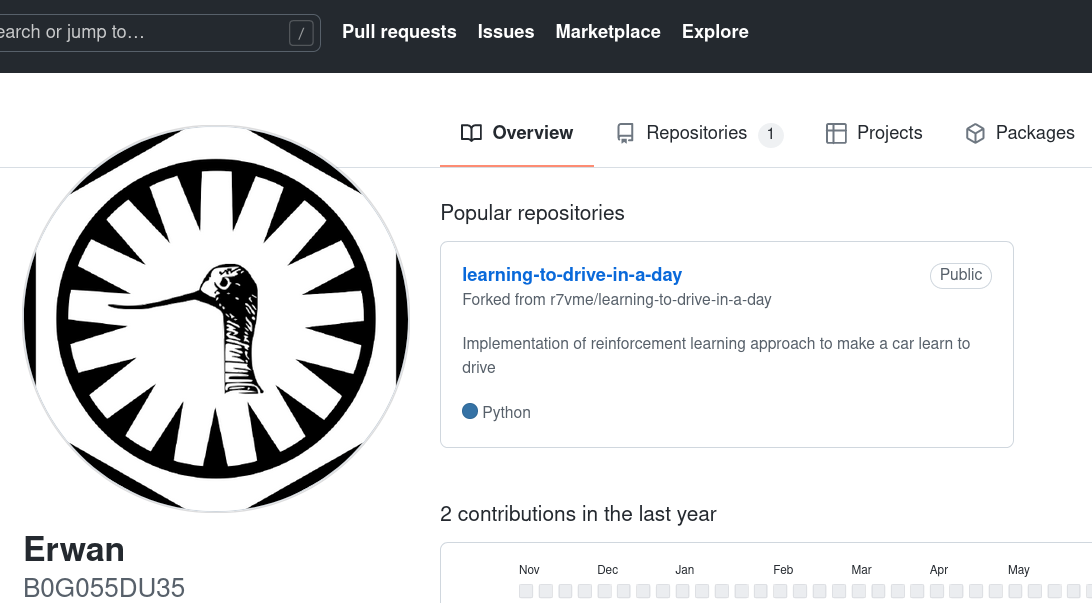 earch or jump to… / Pull requests Issues Marketplace Explore
Overview Repositories 1 Projects Packages
Popular repositories
learning-to-drive-in-a-day Public
Forked from r7vme/learning-to-drive-in-a-day
Implementation of reinforcement learning approach to make a car learn to
drive
Python
2 contributions in the last year
Nov Dec Jan Feb Mar Apr May
Erwan
B0G055DU35